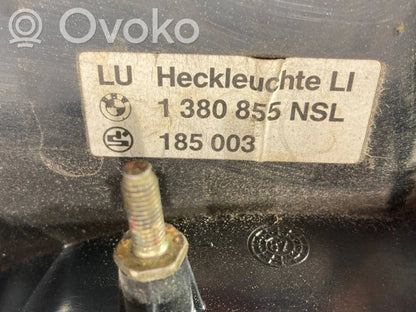 Ovoko
LU Heckleuchte LI
1 380 855 NSL
185 003